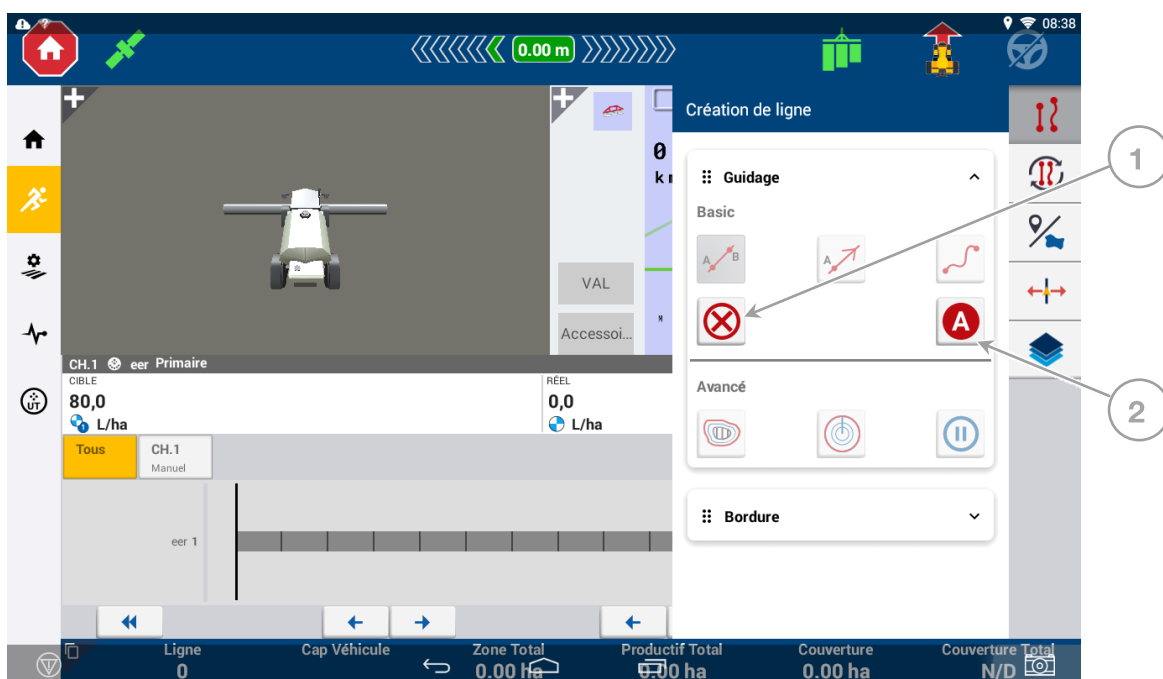 08:38
0.00 m
Création de ligne
1
0
k
Guidage
Basic
A B
A
VAL
A
Accessoi...
N
2
CH.1 eer Primaire
CIBLE
RÉEL
80,0
0,0
1 L/ha
L/ha
UT
Avancé
Tous
CH.1
Manuel
Bordure
eer 1
Ligne
Cap Véhicule
Zone Total
Productif Total
Couverture
Couverture Total
0
0.00 ha
0.00 ha
0.00 ha
N/D